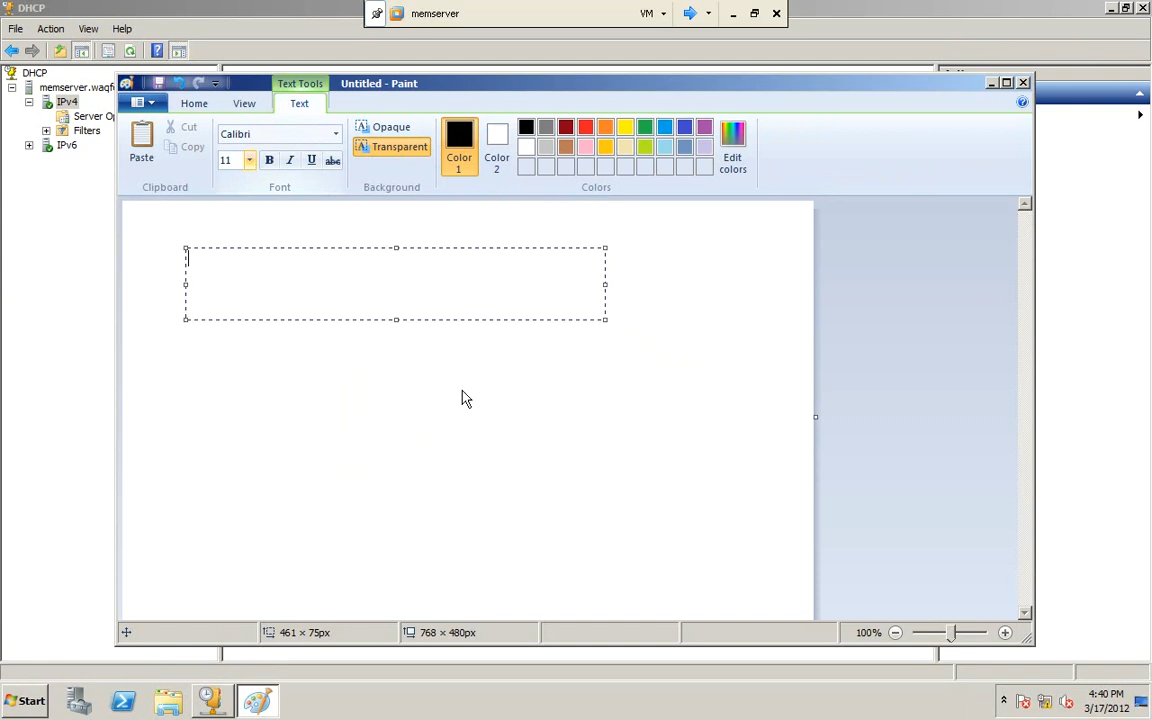 DHCP
memserver
VM
File Action View Help
DHCP
memserver.waqf
IPv4
Server Op
Filters
IPv6
Text Tools
Untitled - Paint
Home View Text
Paste
Cut
Copy
Clipboard
Calibri
11
B I U abc
Font
Opaque
Transparent
Background
Color 1
Color 2
Edit colors
Colors
461 × 75px
768 × 480px
100%
Start
4:40 PM
3/17/2012